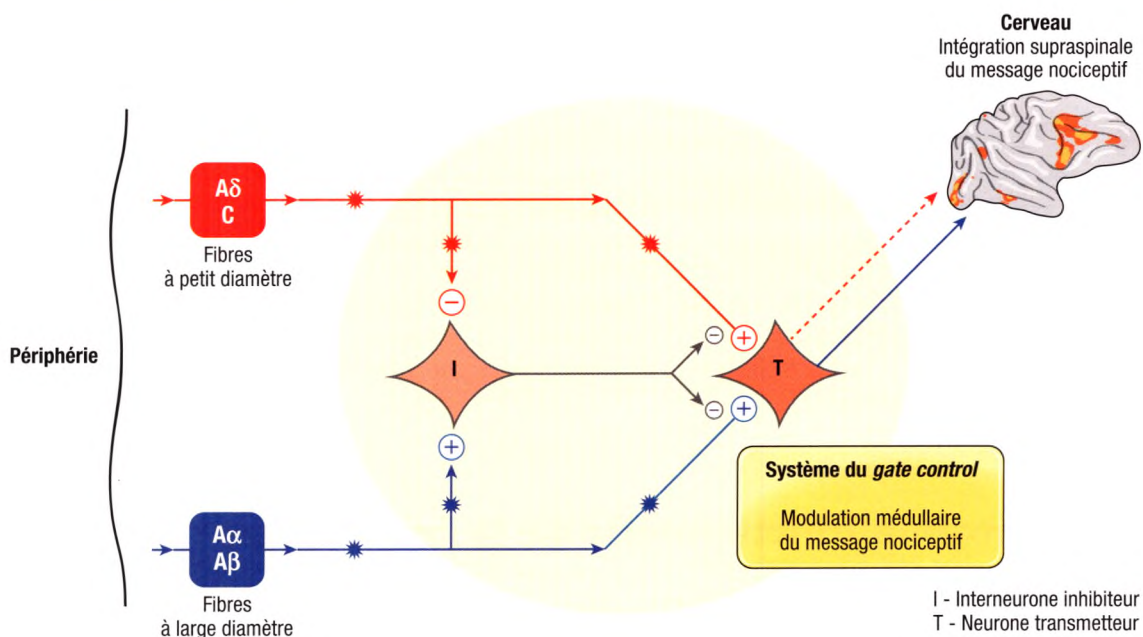 Cerveau
Intégration supraspinale
du message nociceptif
Aδ
C
Fibres
à petit diamètre
−
− +
Périphérie
I
T
− +
+
Système du gate control
Modulation médullaire
du message nociceptif
Aα
Aβ
Fibres
à large diamètre
I - Interneurone inhibiteur
T - Neurone transmetteur